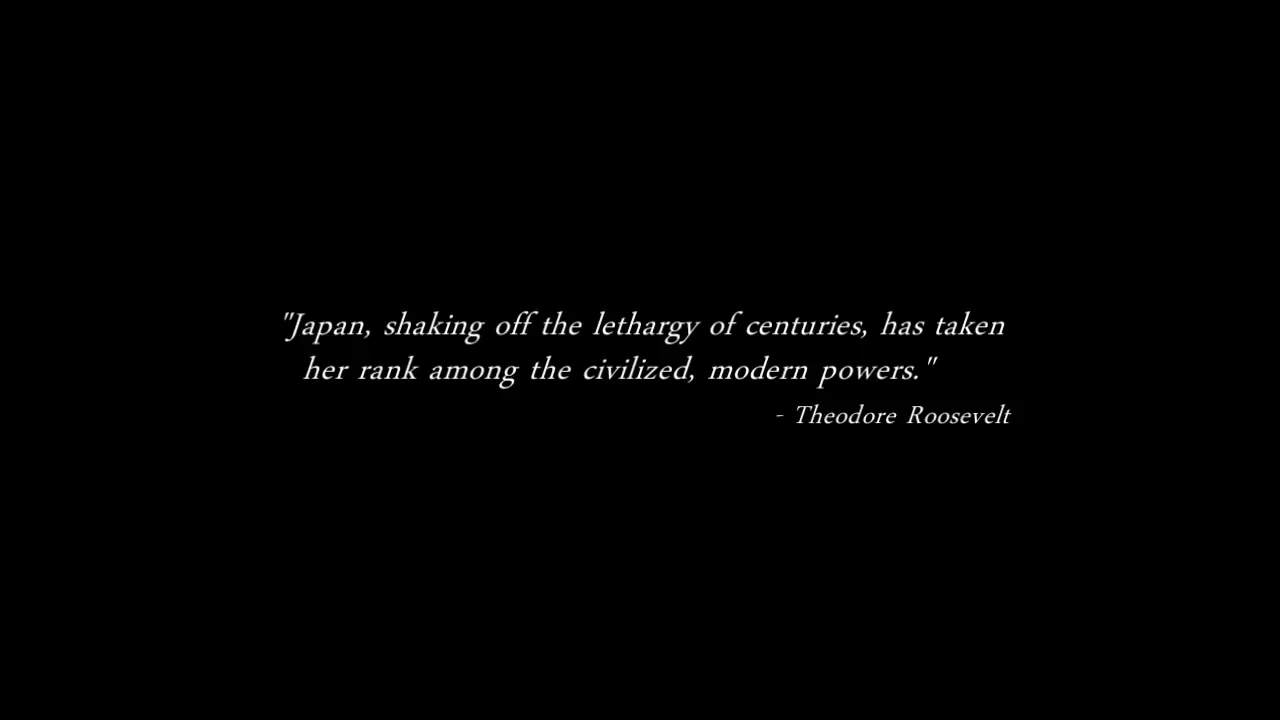 "Japan, shaking off the lethargy of centuries, has taken
her rank among the civilized, modern powers."
- Theodore Roosevelt